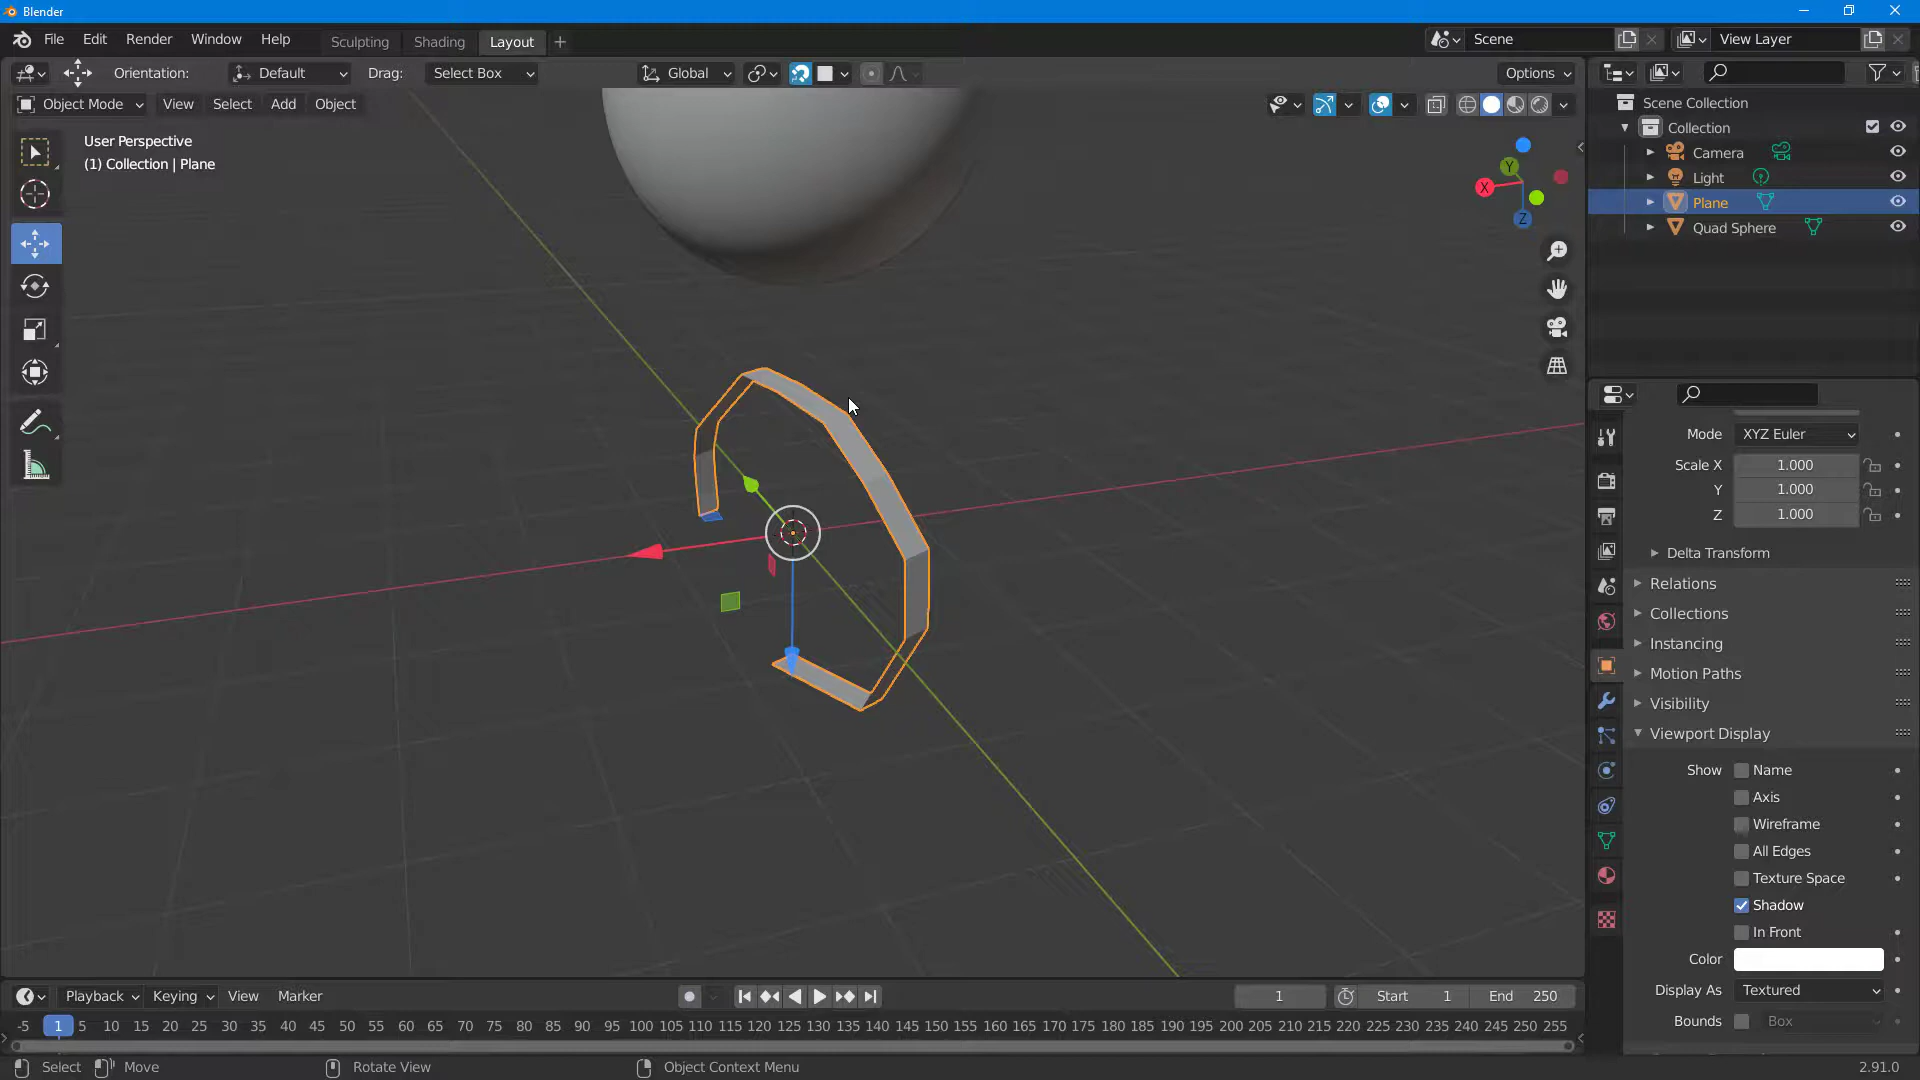 Blender
File Edit Render Window Help Sculpting Shading Layout + Scene View Layer
Orientation: Default Drag: Select Box Global Options
Object Mode View Select Add Object
User Perspective
(1) Collection | Plane
X Y Z
Scene Collection
Collection
Camera
Light
Plane
Quad Sphere
Mode XYZ Euler
Scale X 1.000
Y 1.000
Z 1.000
Delta Transform
Relations
Collections
Instancing
Motion Paths
Visibility
Viewport Display
Show Name
Axis
Wireframe
All Edges
Texture Space
Shadow
In Front
Color
Display As Textured
Bounds Box
Playback Keying View Marker 1 Start 1 End 250
-5 1 5 10 15 20 25 30 35 40 45 50 55 60 65 70 75 80 85 90 95 100 105 110 115 120 125 130 135 140 145 150 155 160 165 170 175 180 185 190 195 200 205 210 215 220 225 230 235 240 245 250 255
Select Move Rotate View Object Context Menu 2.91.0